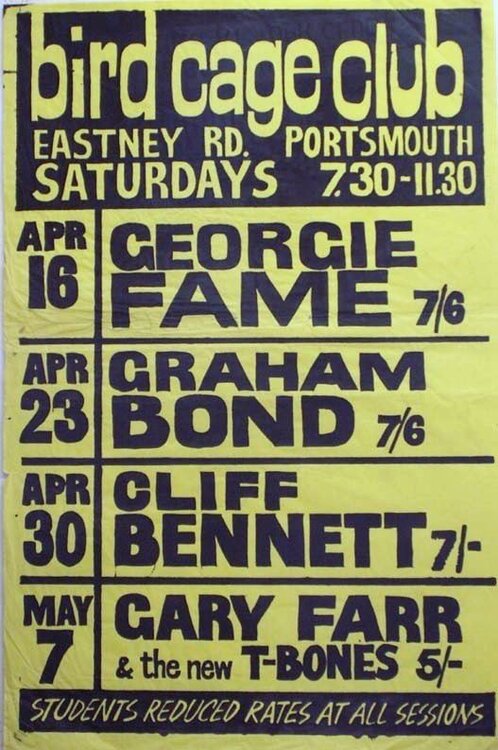 bird cage club
EASTNEY RD. PORTSMOUTH
SATURDAYS 7.30-11.30
APR 16
GEORGIE
FAME 7/6
APR 23
GRAHAM
BOND 7/6
APR 30
CLIFF
BENNETT 7/-
MAY 7
GARY FARR
& the new T-BONES 5/-
STUDENTS REDUCED RATES AT ALL SESSIONS